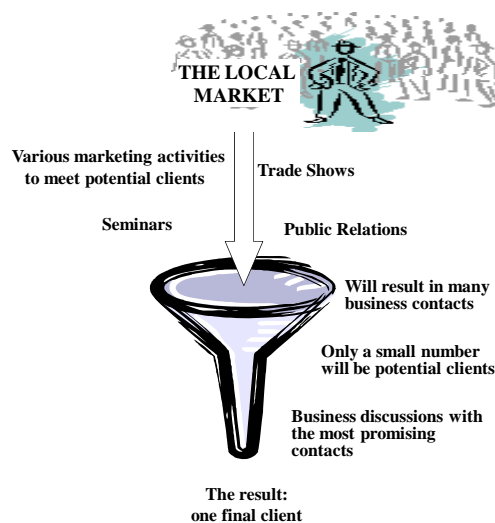 THE LOCAL
MARKET
Various marketing activities
to meet potential clients
Trade Shows
Seminars
Public Relations
Will result in many
business contacts
Only a small number
will be potential clients
Business discussions with
the most promising
contacts
The result:
one final client